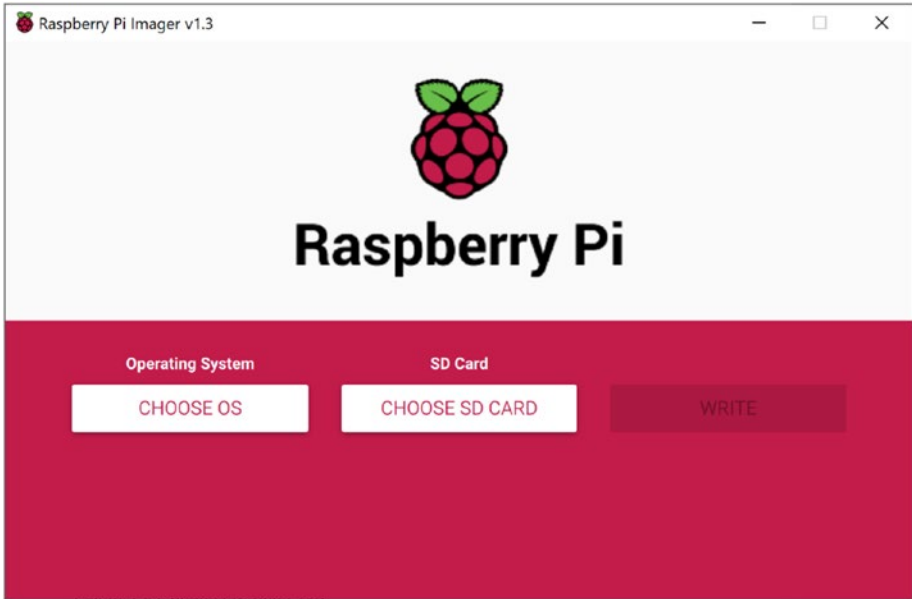 Raspberry Pi Imager v1.3
Raspberry Pi
Operating System
SD Card
CHOOSE OS
CHOOSE SD CARD
WRITE